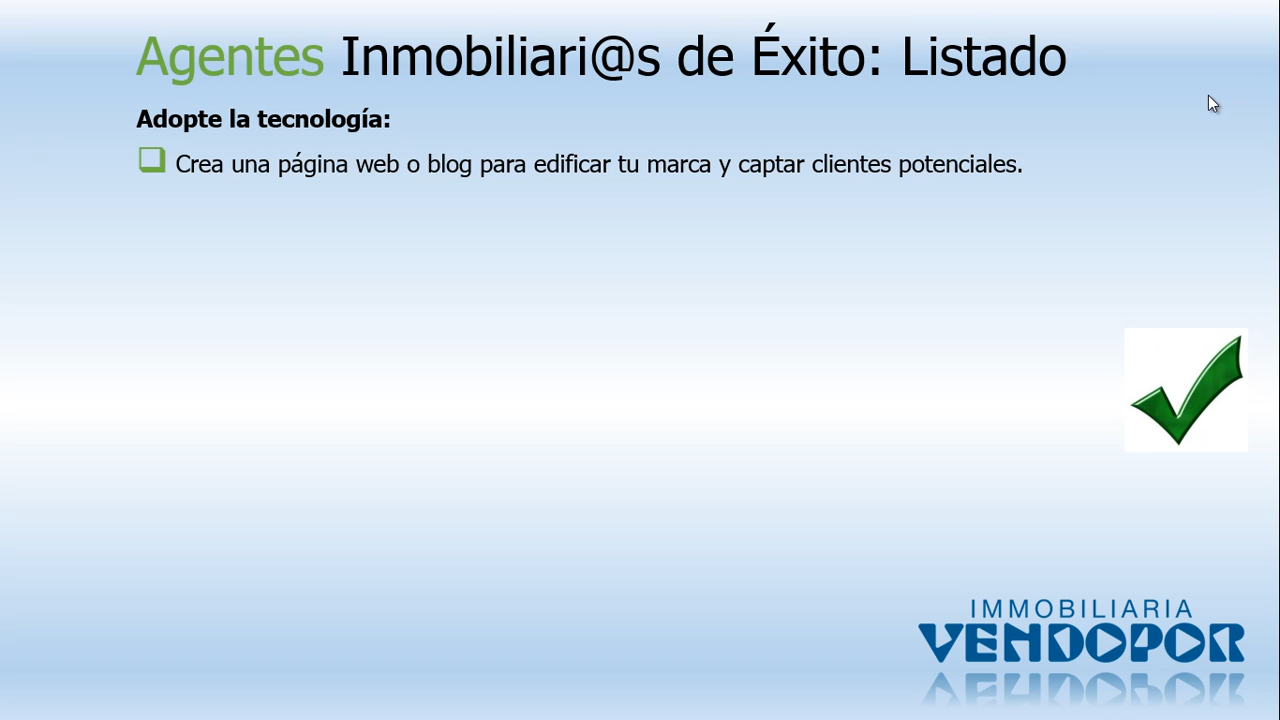 Agentes Inmobiliari@s de Éxito: Listado
Adopte la tecnología:
Crea una página web o blog para edificar tu marca y captar clientes potenciales.
IMMOBILIARIA
VENDOPOR